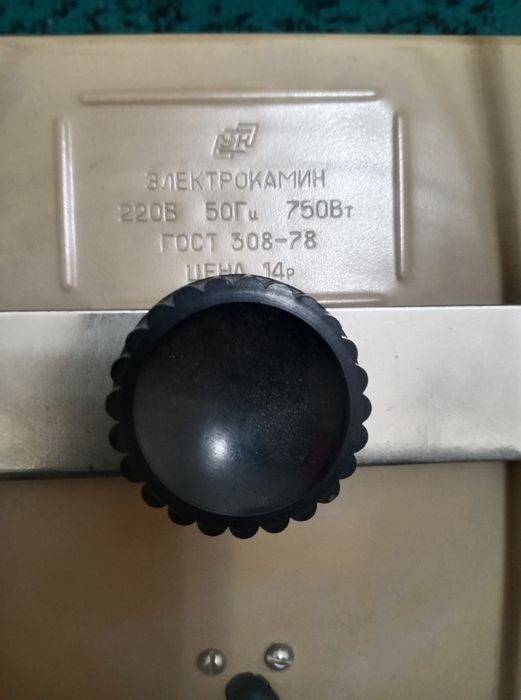 ЭЛЕКТРОКАМИН
220В 50Гц 750Вт
ГОСТ 308-78
ЦЕНА 14р